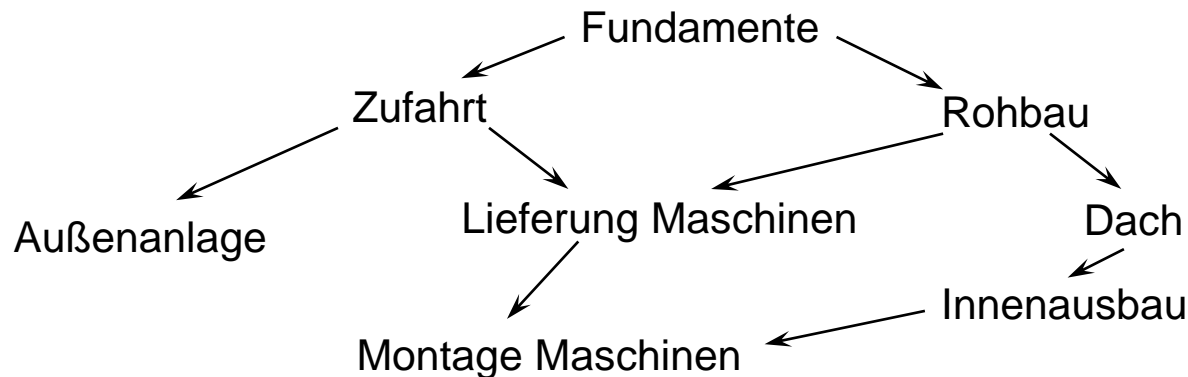 Fundamente
Zufahrt
Rohbau
Außenanlage
Lieferung Maschinen
Dach
Innenausbau
Montage Maschinen